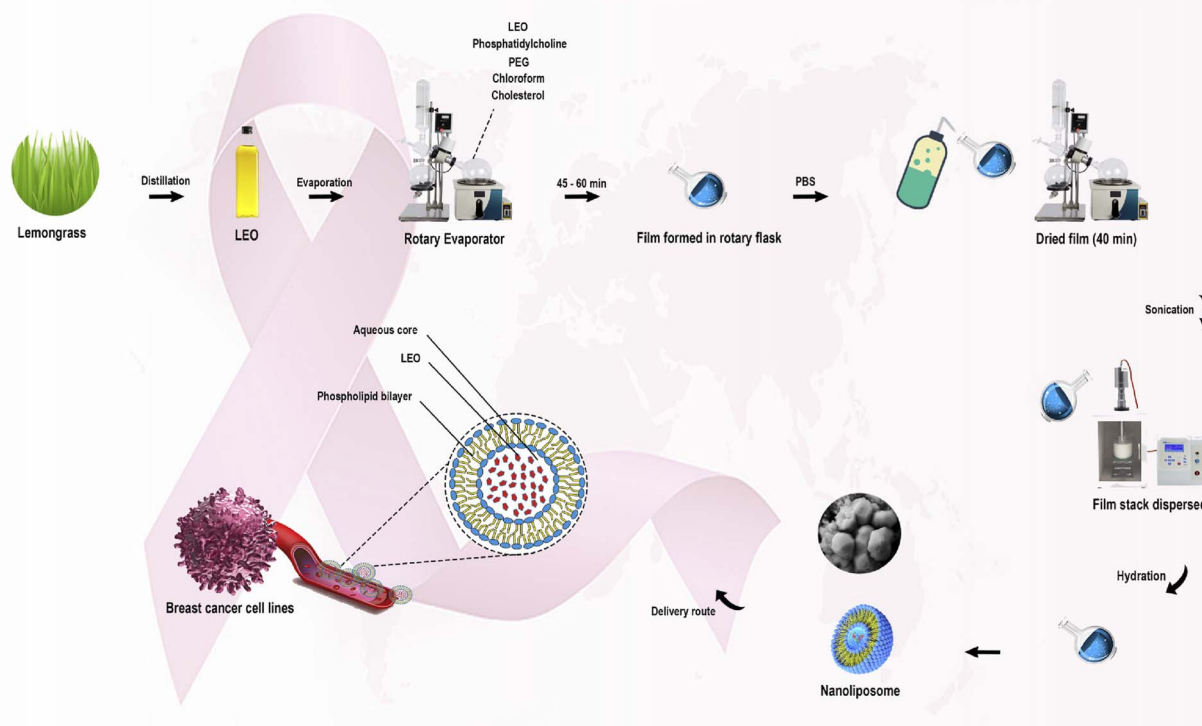 LEO
Phosphatidylcholine
PEG
Chloroform
Cholesterol
Distillation
Evaporation
45 - 60 min
PBS
Lemongrass
LEO
Rotary Evaporator
Film formed in rotary flask
Dried film (40 min)
Sonication
Aqueous core
LEO
Phospholipid bilayer
Film stack dispersed
Hydration
Breast cancer cell lines
Delivery route
Nanoliposome